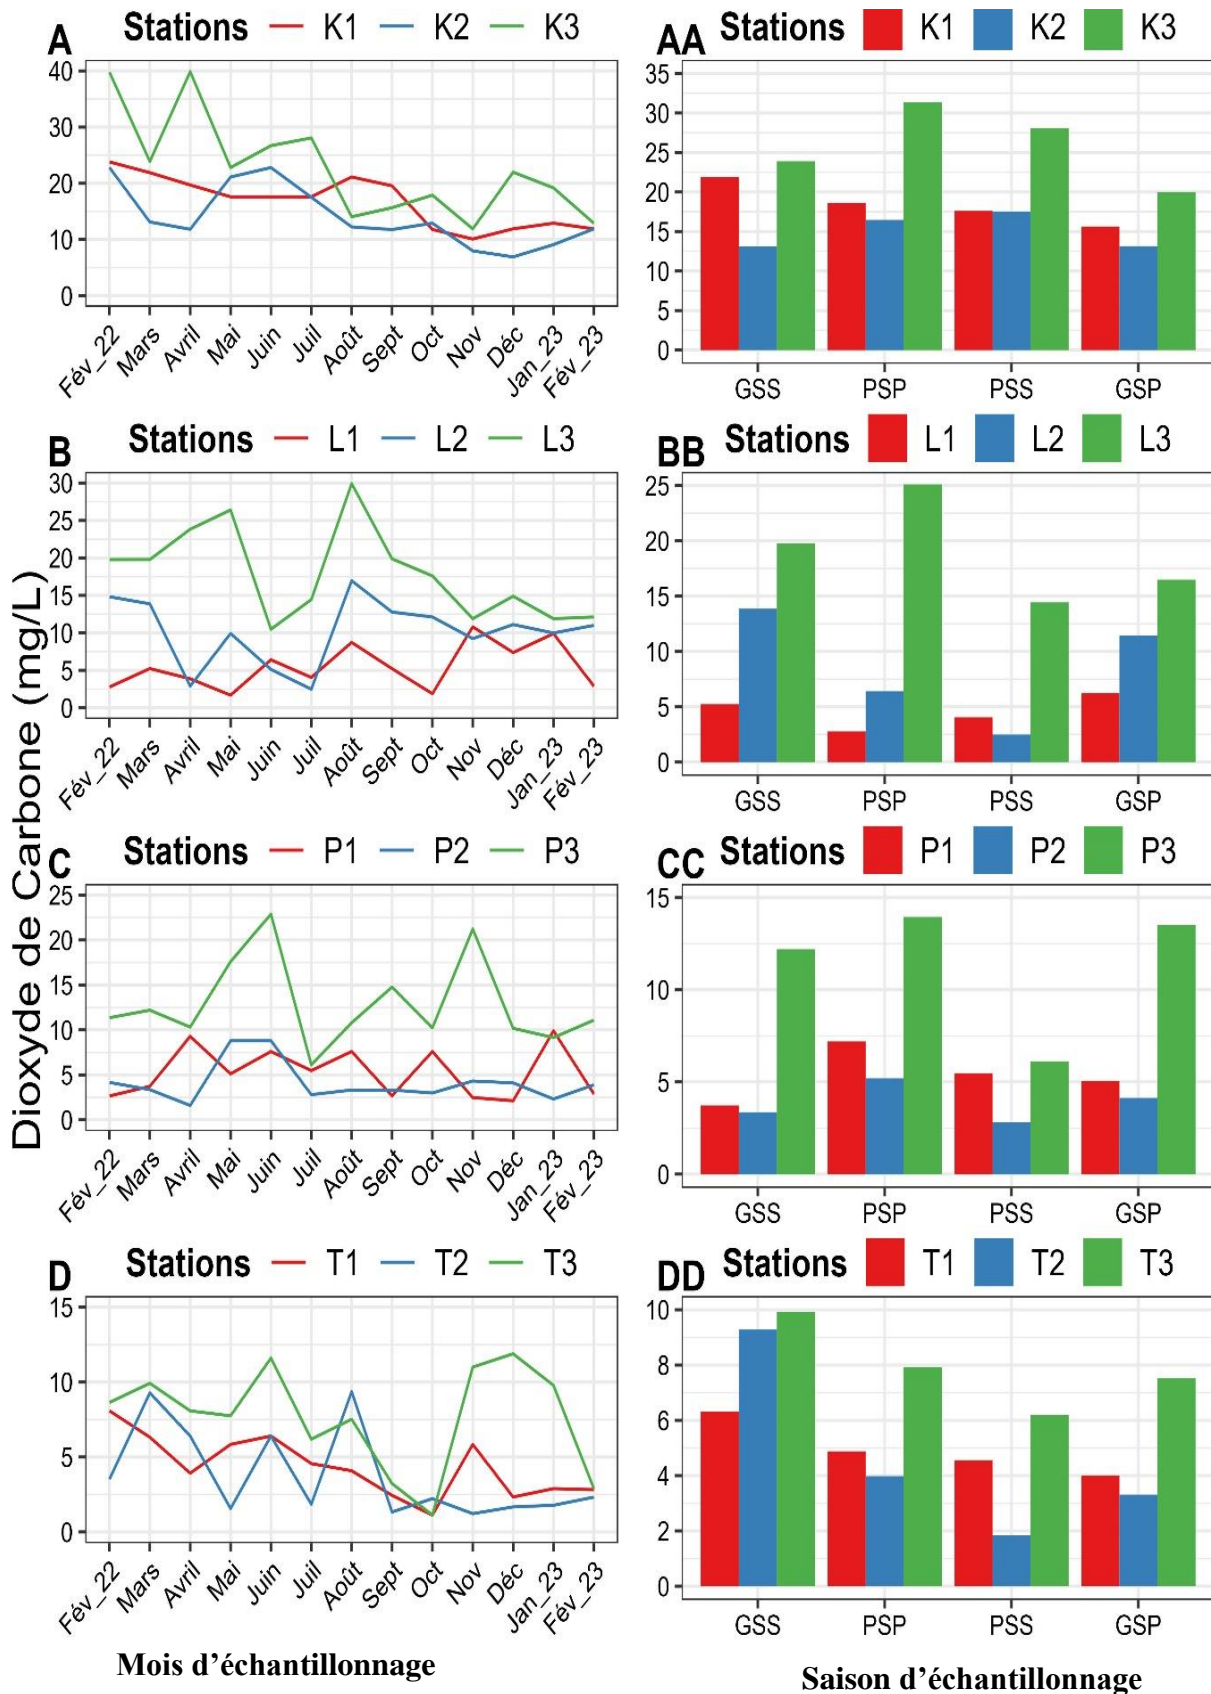 Dioxyde de Carbone (mg/L)
A Stations K1 K2 K3
40
30
20
10
0
Fév_22 Mars Avril Mai Juin Juil Août Sept Oct Nov Déc Jan_23 Fév_23
AA Stations K1 K2 K3
35
30
25
20
15
10
5
0
GSS PSP PSS GSP
B Stations L1 L2 L3
30
25
20
15
10
5
0
Fév_22 Mars Avril Mai Juin Juil Août Sept Oct Nov Déc Jan_23 Fév_23
BB Stations L1 L2 L3
25
20
15
10
5
0
GSS PSP PSS GSP
C Stations P1 P2 P3
25
20
15
10
5
0
Fév_22 Mars Avril Mai Juin Juil Août Sept Oct Nov Déc Jan_23 Fév_23
CC Stations P1 P2 P3
15
10
5
0
GSS PSP PSS GSP
D Stations T1 T2 T3
15
10
5
0
Fév_22 Mars Avril Mai Juin Juil Août Sept Oct Nov Déc Jan_23 Fév_23
DD Stations T1 T2 T3
10
8
6
4
2
0
GSS PSP PSS GSP
Mois d’échantillonnage
Saison d’échantillonnage